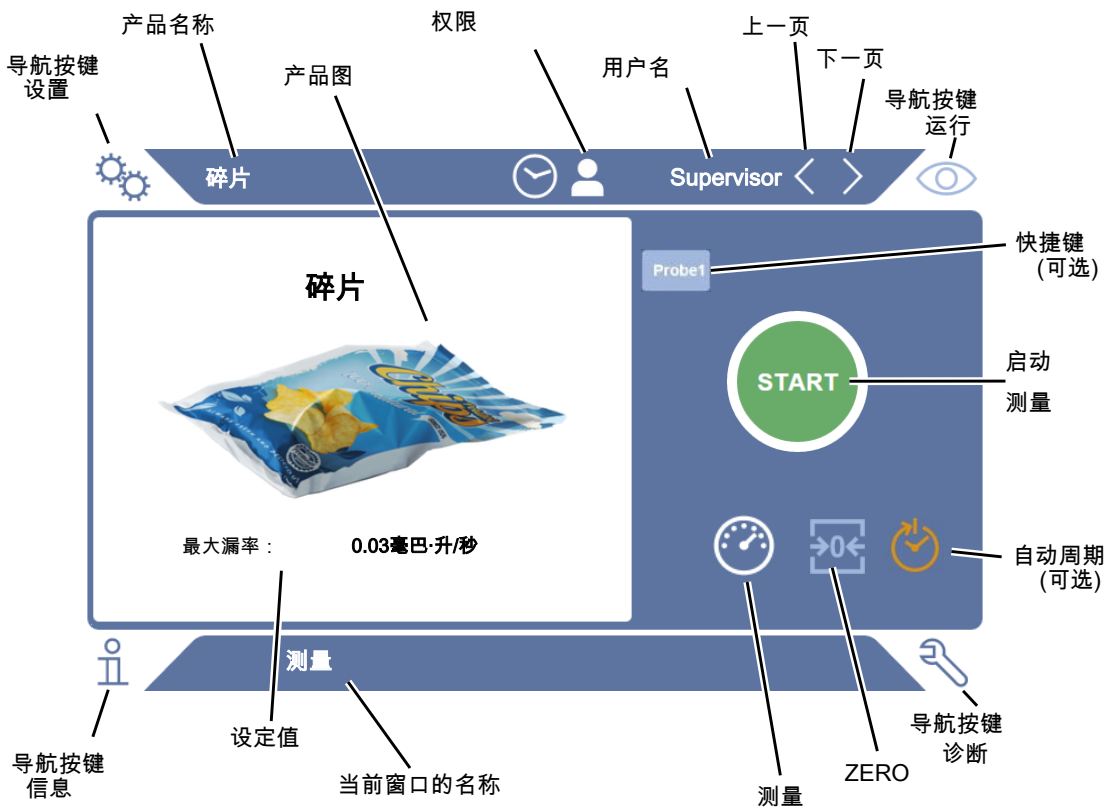 产品名称
权限
上一页
导航按键
设置
产品图
用户名
下一页
导航按键
运行
碎片
Supervisor
快捷键
(可选)
Probe1
碎片
Chips
START
启动
测量
最大漏率：
0.03毫巴·升/秒
→0←
自动周期
(可选)
测量
设定值
导航按键
诊断
导航按键
信息
当前窗口的名称
ZERO
测量